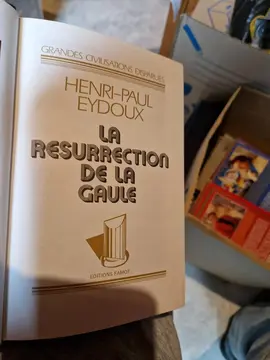 GRANDES CIVILISATIONS DISPARUES
HENRI-PAUL
EYDOUX
LA
RESURRECTION
DE LA
GAULE
EDITIONS FAMOT